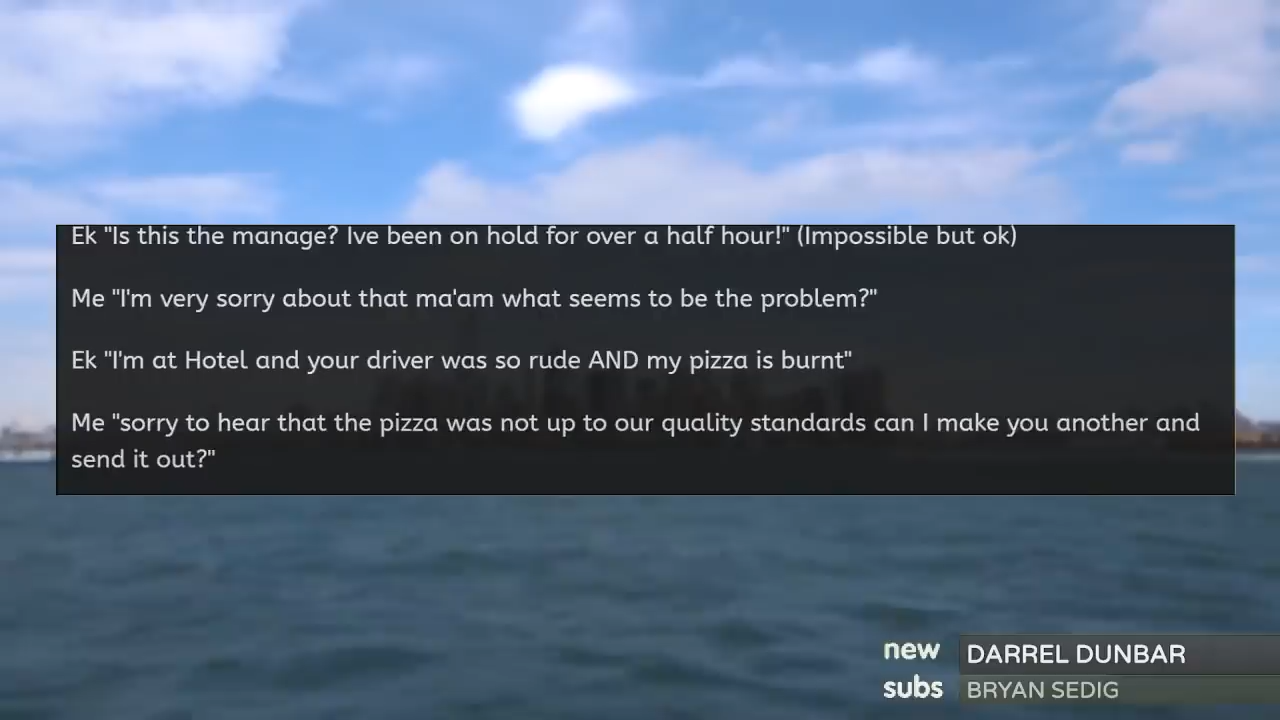 Ek "Is this the manage? Ive been on hold for over a half hour!" (Impossible but ok)
Me "I'm very sorry about that ma'am what seems to be the problem?"
Ek "I'm at Hotel and your driver was so rude AND my pizza is burnt"
Me "sorry to hear that the pizza was not up to our quality standards can I make you another and
send it out?"
new DARREL DUNBAR
subs BRYAN SEDIG